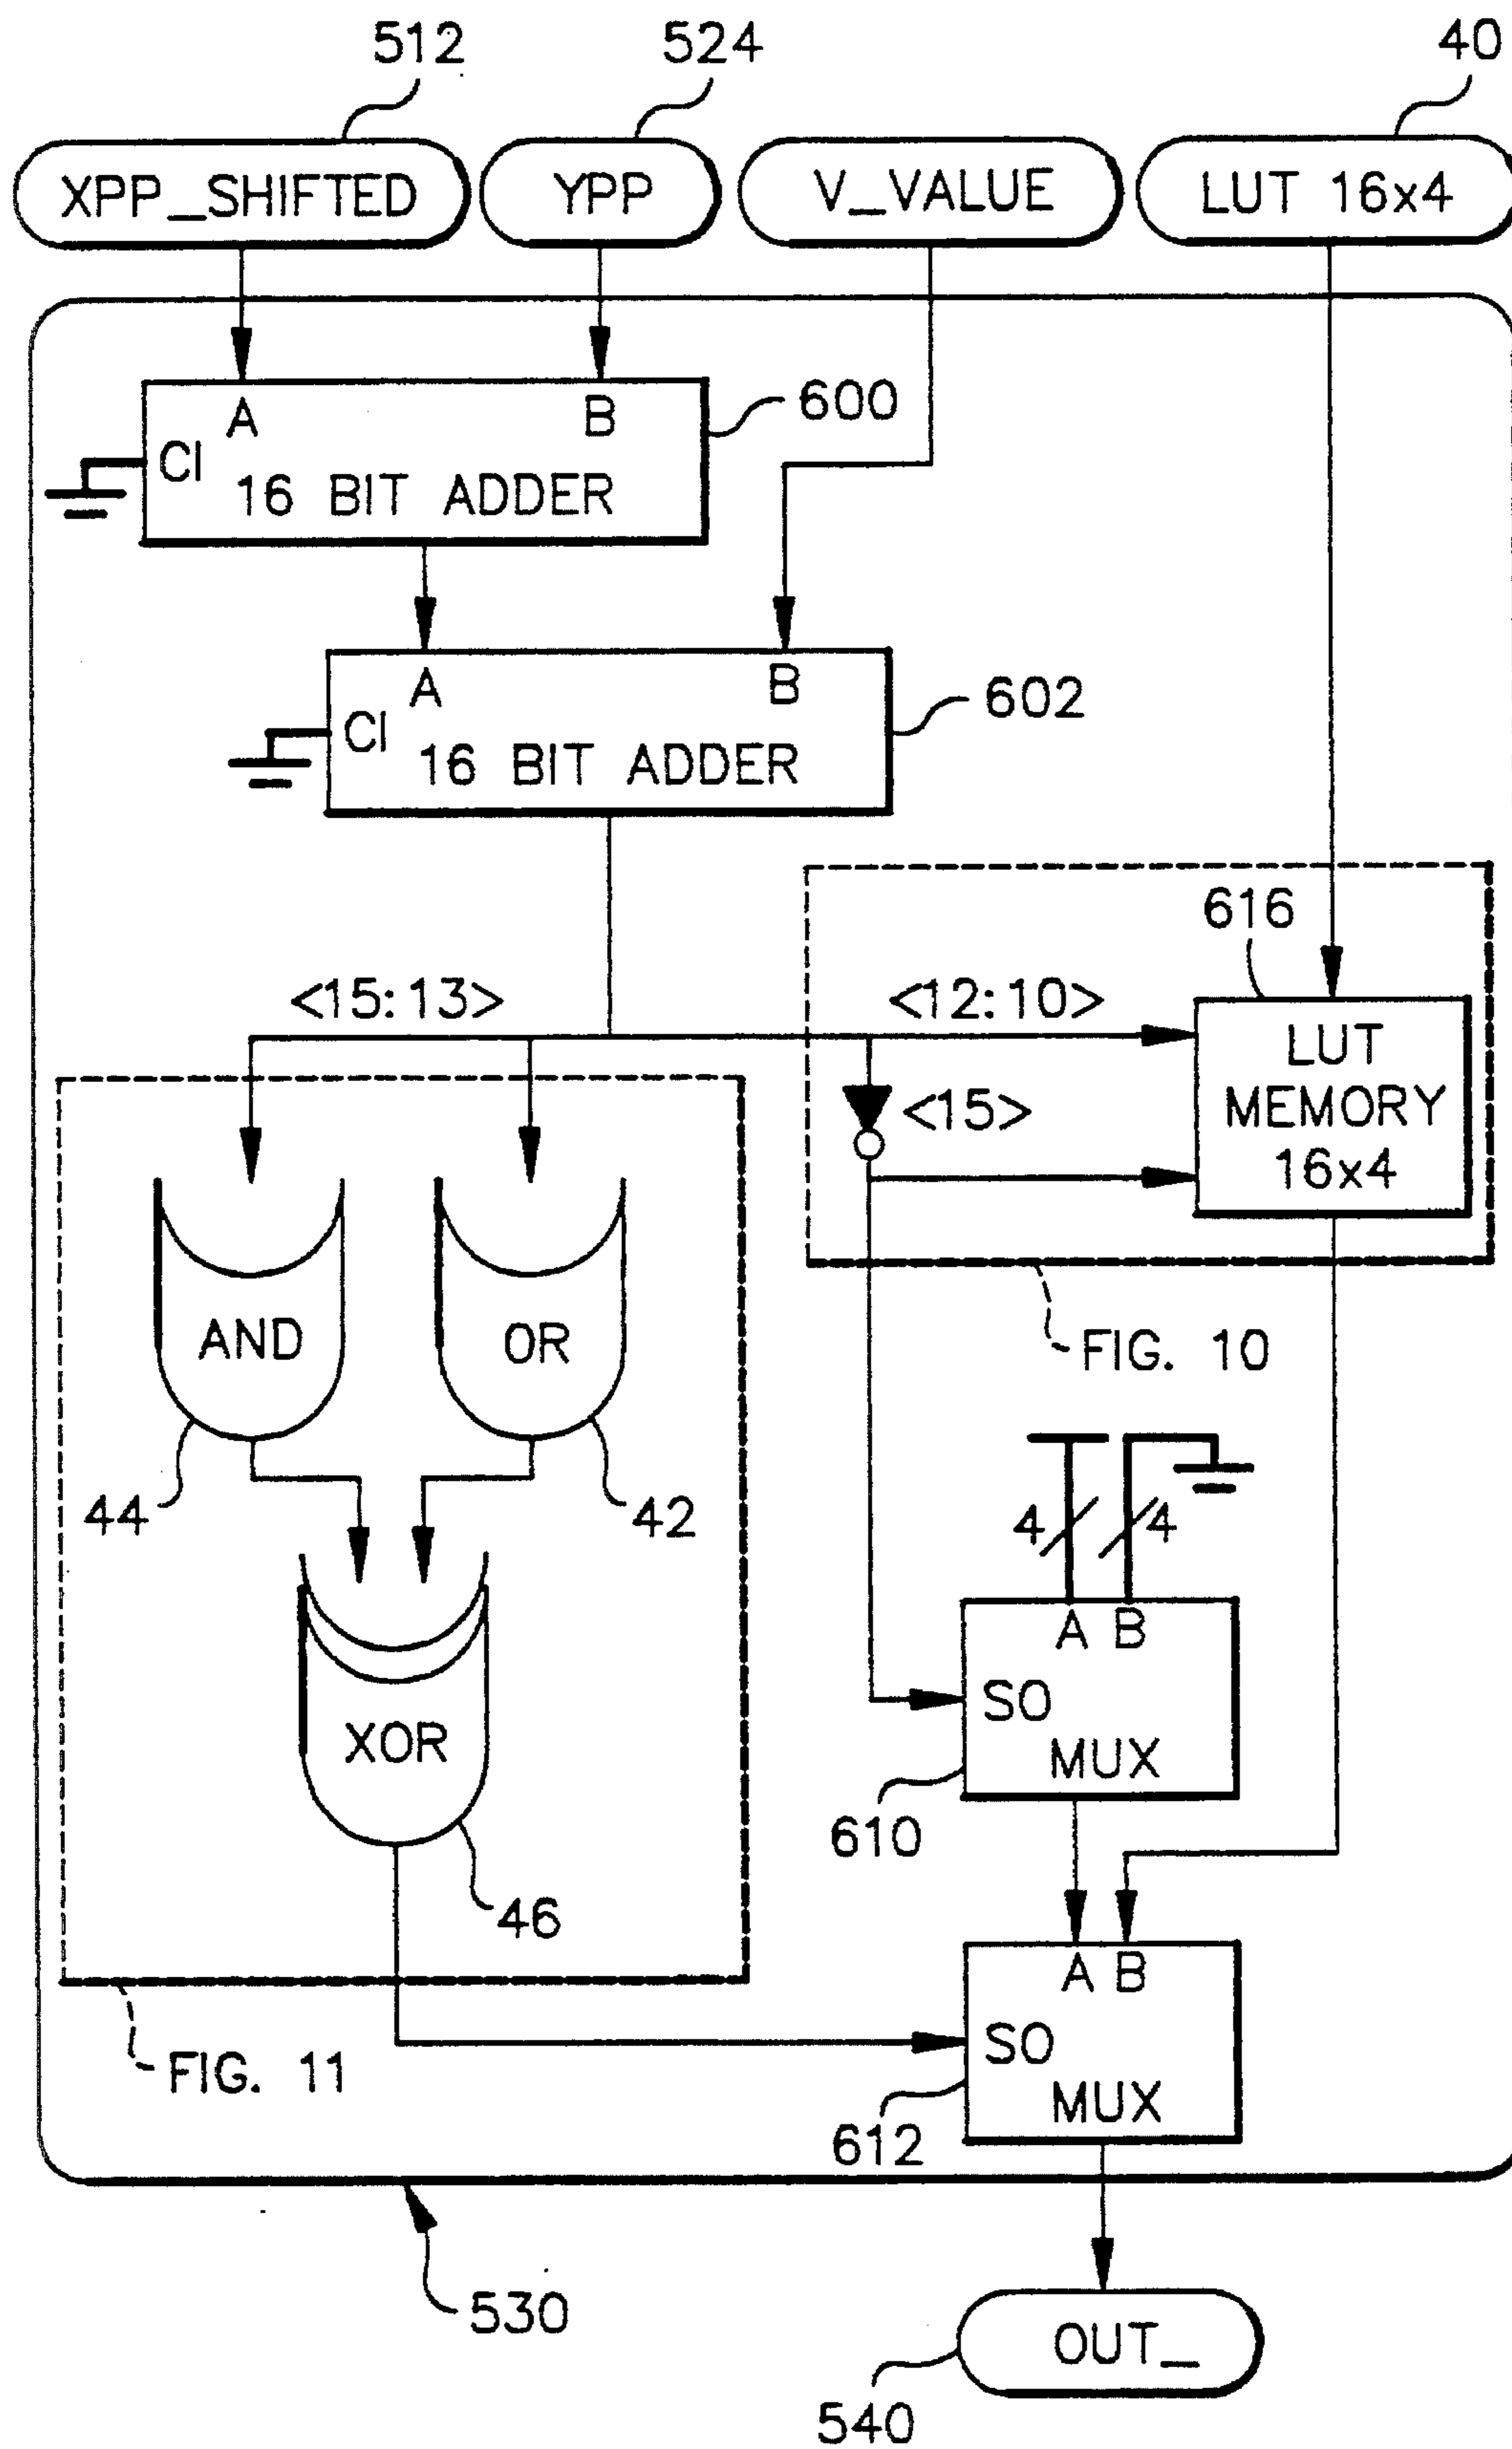 512
524
40
XPP_SHIFTED
YPP
V_VALUE
LUT 16x4
A
B
CI
16 BIT ADDER
600
A
B
CI
16 BIT ADDER
602
616
<15:13>
<12:10>
LUT
MEMORY
16x4
<15>
AND
OR
FIG. 10
44
42
4
4
A B
SO
MUX
XOR
610
46
A B
SO
MUX
FIG. 11
612
530
OUT_
540